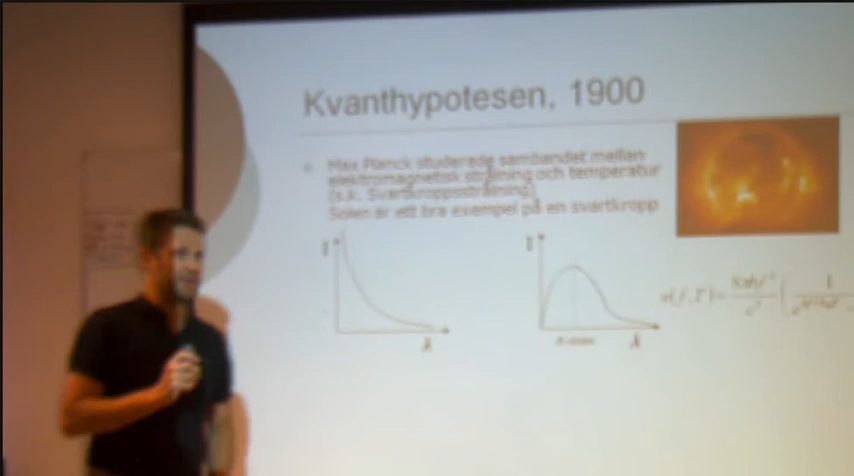 Kvanthypotesen, 1900
Max Planck studerade sambandet mellan
elektromagnetisk strålning och temperatur
(s.k. Svartkroppsstrålning)
Solen är ett bra exempel på en svartkropp
I
I
λ
λ